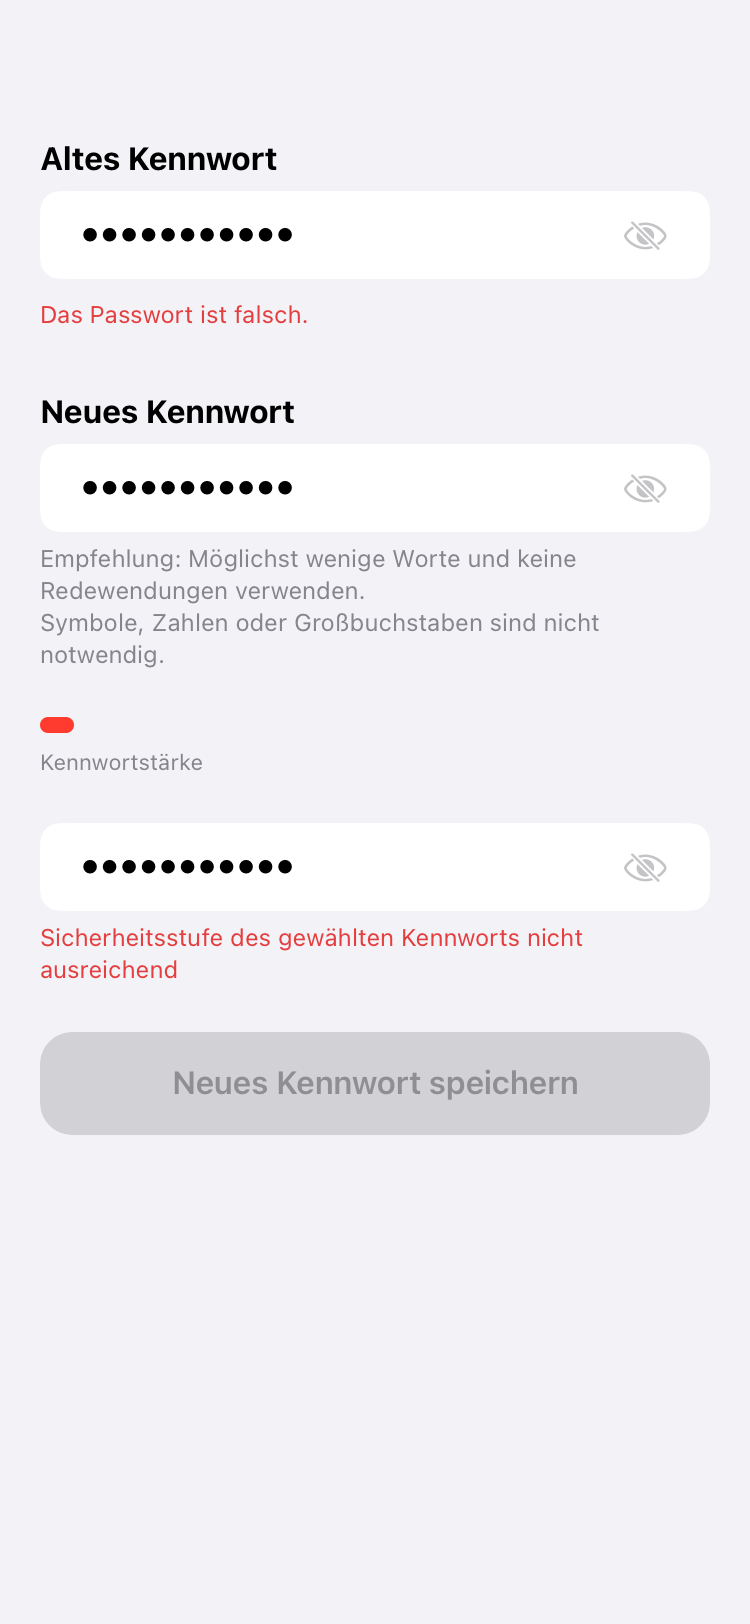 Altes Kennwort
•••••••••••
Das Passwort ist falsch.
Neues Kennwort
•••••••••••
Empfehlung: Möglichst wenige Worte und keine
Redewendungen verwenden.
Symbole, Zahlen oder Großbuchstaben sind nicht
notwendig.
Kennwortstärke
•••••••••••
Sicherheitsstufe des gewählten Kennworts nicht
ausreichend
Neues Kennwort speichern